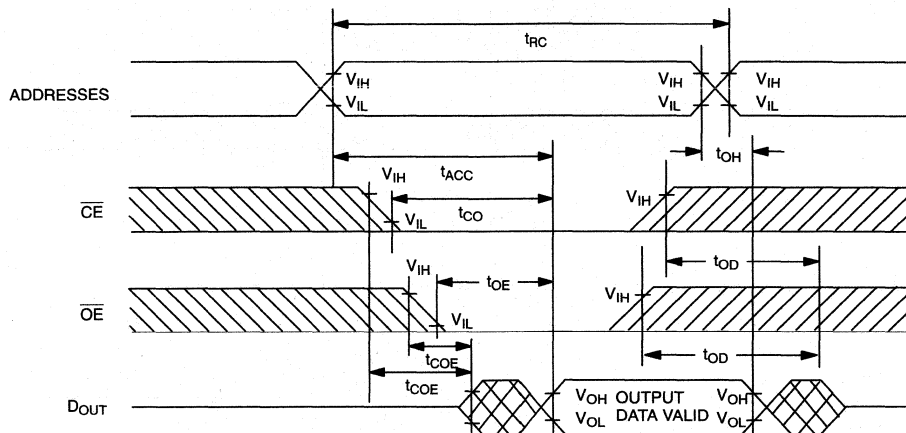 tRC
ADDRESSES
VIH
VIL
VIH
VIL
VIH
VIL
tOH
tACC
CE
VIH
VIL
tCO
VIH
tOD
OE
VIH
VIL
tOE
VIH
tOD
tCOE
tCOE
DOUT
VOH OUTPUT VOH
VOL DATA VALID VOL